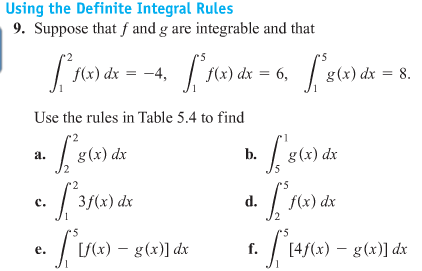 Using the Definite Integral Rules
9. Suppose that f and g are integrable and that
∫₁² f(x) dx = −4, ∫₁⁵ f(x) dx = 6, ∫₁⁵ g(x) dx = 8.
Use the rules in Table 5.4 to find
a. ∫₂² g(x) dx b. ∫₅¹ g(x) dx
c. ∫₁² 3f(x) dx d. ∫₂⁵ f(x) dx
e. ∫₁⁵ [f(x) − g(x)] dx f. ∫₁⁵ [4f(x) − g(x)] dx